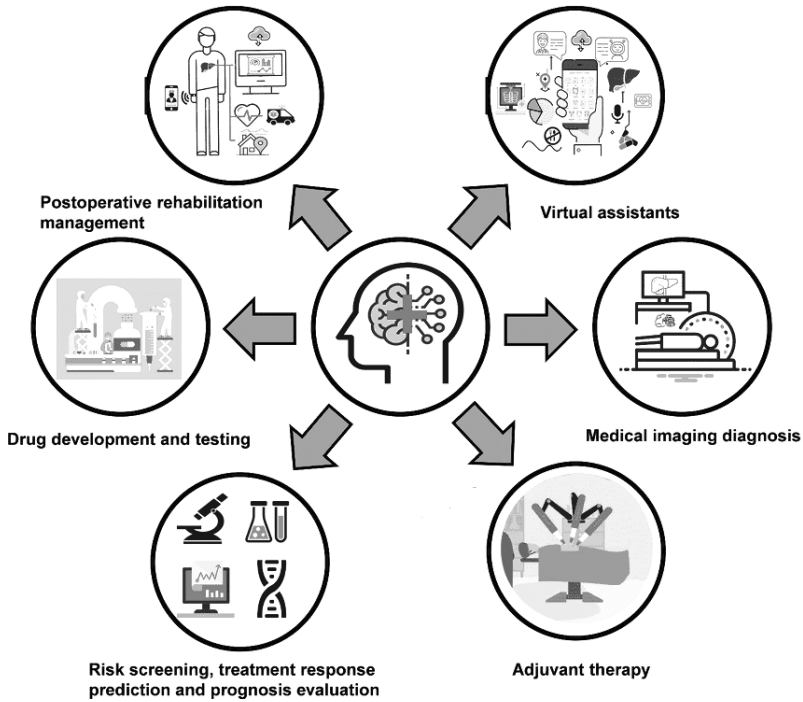 Postoperative rehabilitation
management
Virtual assistants
Drug development and testing
Medical imaging diagnosis
Risk screening, treatment response
prediction and prognosis evaluation
Adjuvant therapy